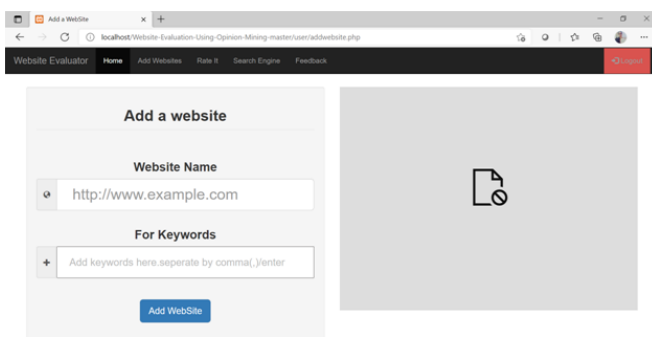 Add a WebSite
localhost/Website-Evaluation-Using-Opinion-Mining-master/user/addwebsite.php
Website Evaluator Home Add Websites Rate It Search Engine Feedback Logout
Add a website
Website Name
http://www.example.com
For Keywords
Add keywords here.seperate by comma(,)/enter
Add WebSite